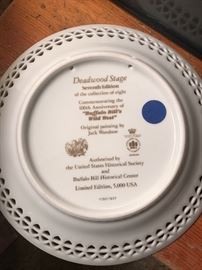 Deadwood Stage
Seventh Edition
of the collection of eight
Commemorating the
100th Anniversary of
"Buffalo Bill's
Wild West"
Original painting by
Jack Woodson
Authorised by
the United States Historical Society
and
Buffalo Bill Historical Center
Limited Edition, 5,000 USA